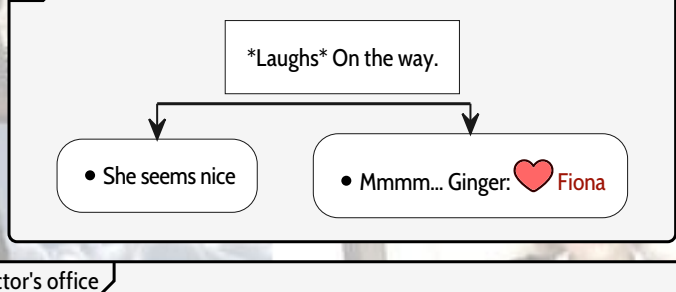 *Laughs* On the way.
• She seems nice
• Mmmm... Ginger: Fiona
ctor's office